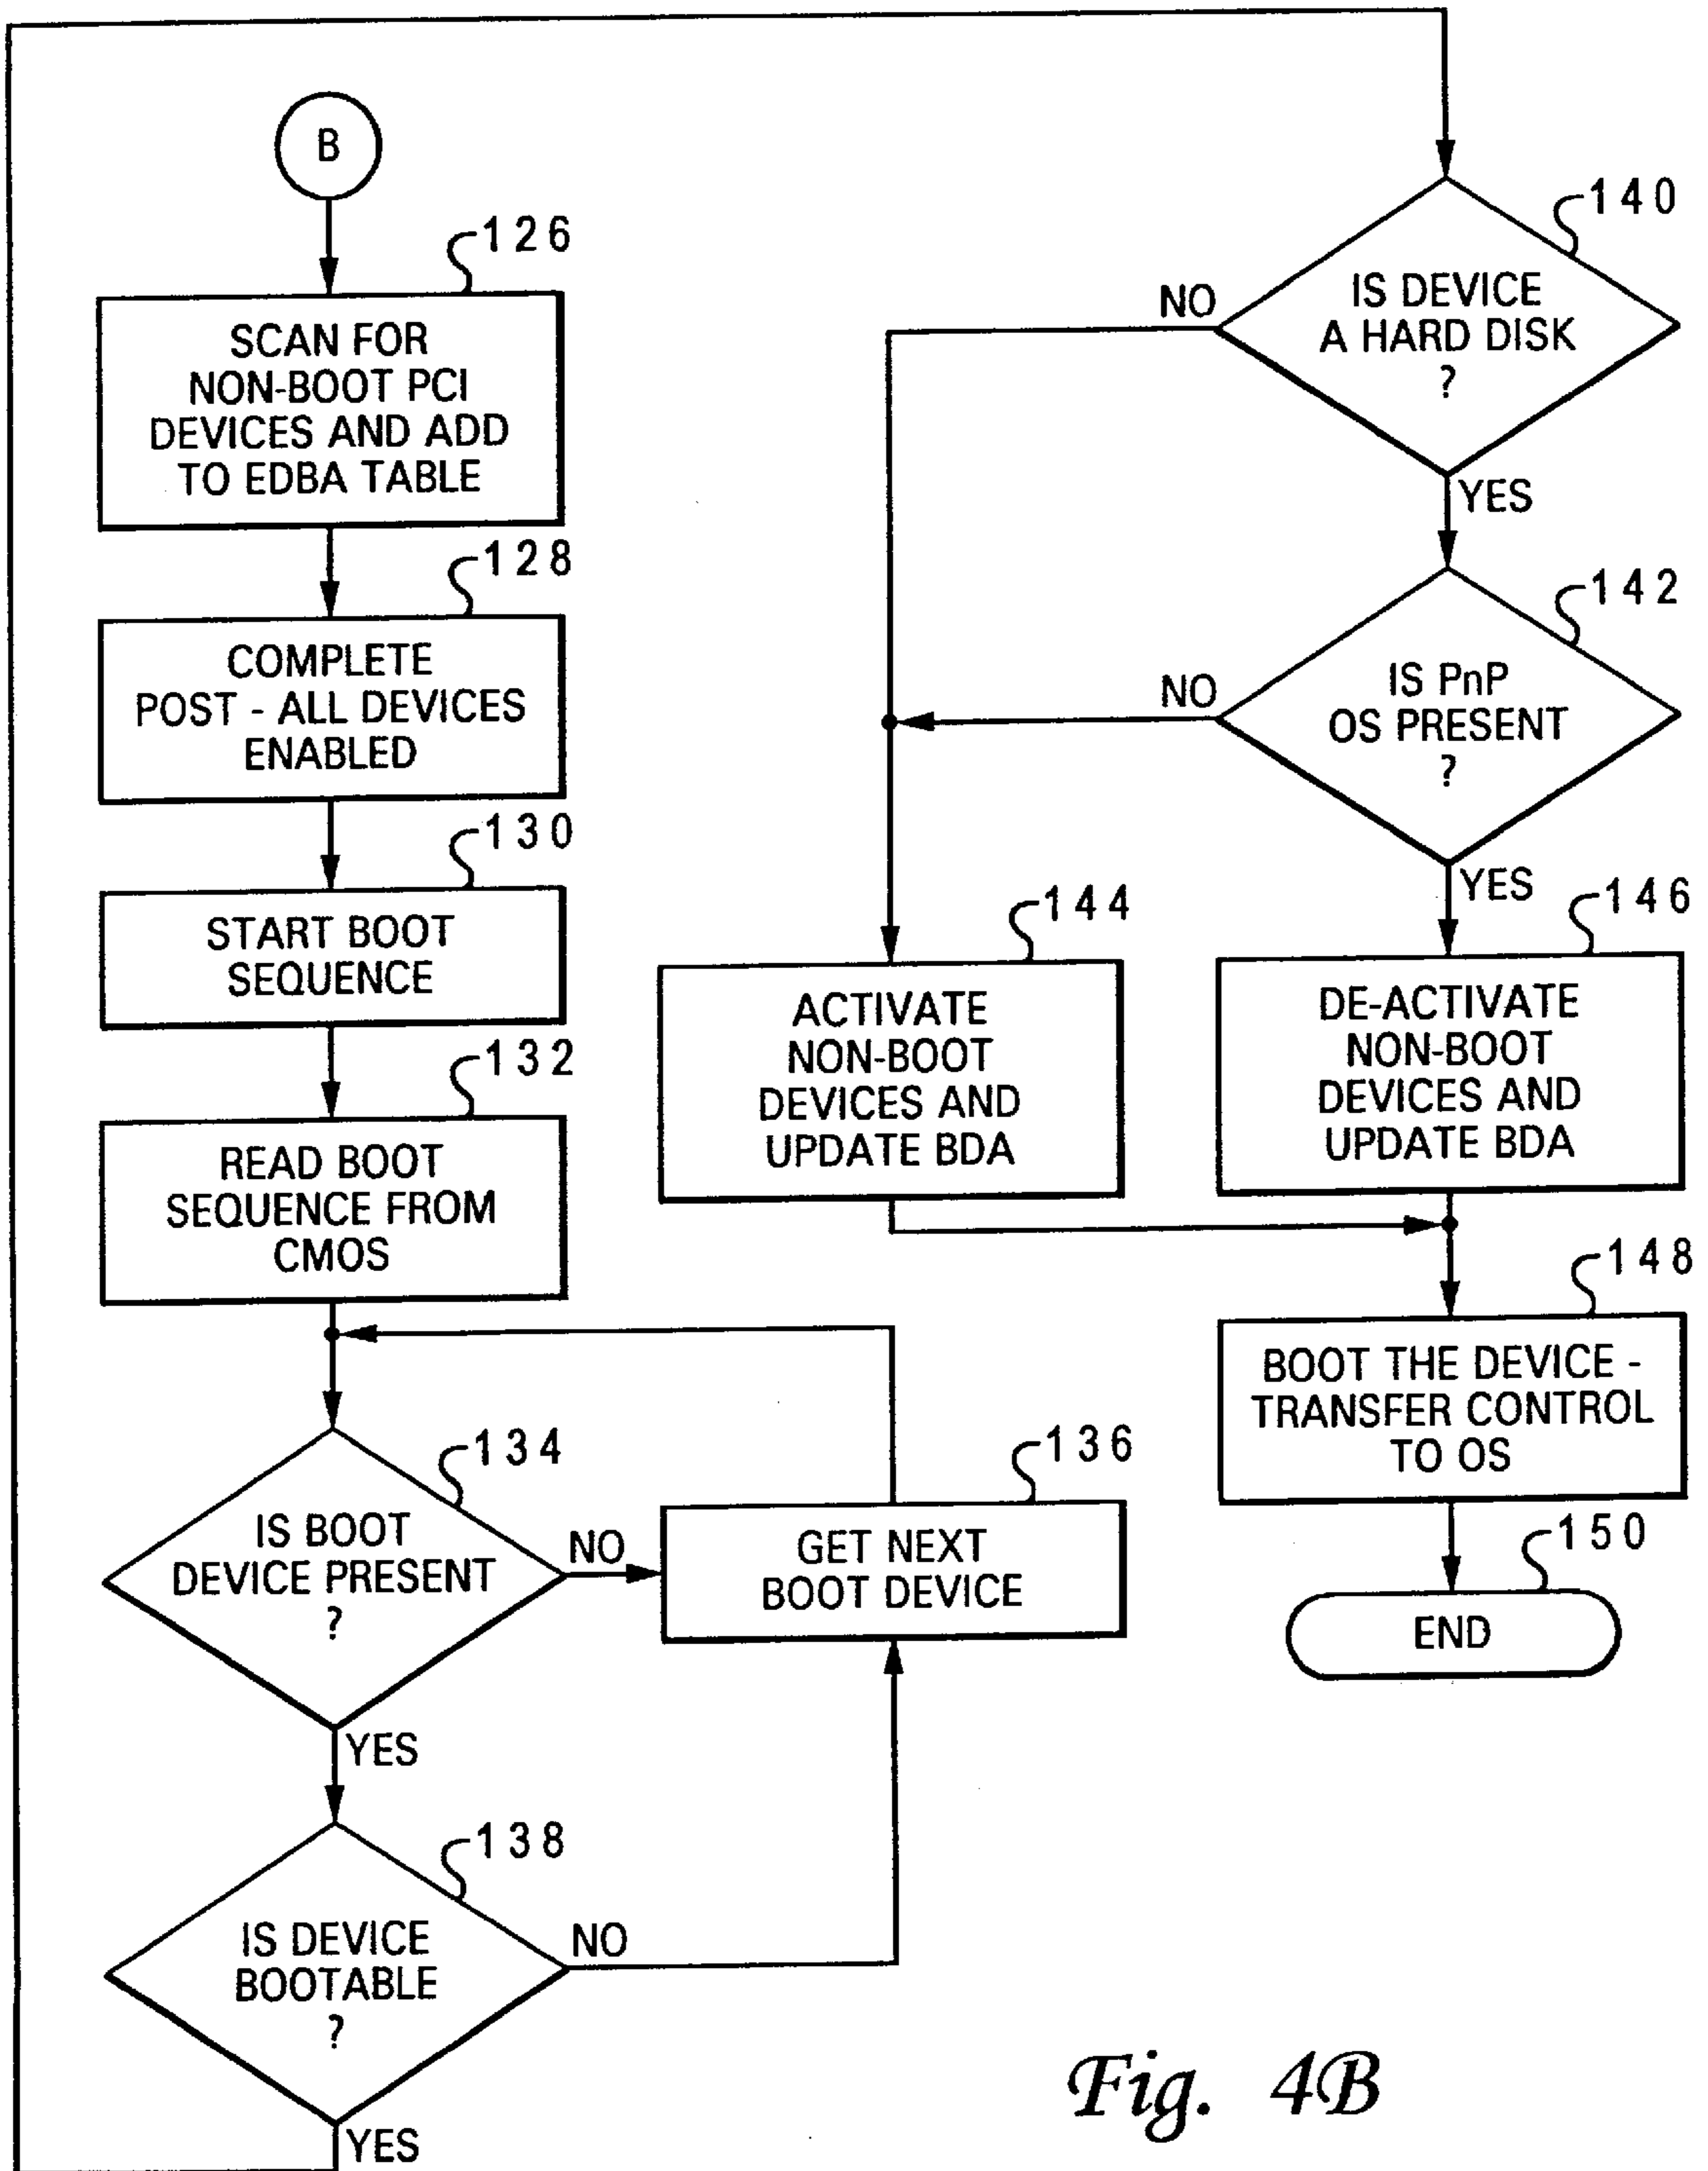 B
126
SCAN FOR
NON-BOOT PCI
DEVICES AND ADD
TO EDBA TABLE
128
COMPLETE
POST - ALL DEVICES
ENABLED
130
START BOOT
SEQUENCE
132
READ BOOT
SEQUENCE FROM
CMOS
134
IS BOOT
DEVICE PRESENT
?
NO
YES
136
GET NEXT
BOOT DEVICE
138
IS DEVICE
BOOTABLE
?
NO
YES
140
IS DEVICE
A HARD DISK
?
NO
YES
142
IS PnP
OS PRESENT
?
NO
YES
144
ACTIVATE
NON-BOOT
DEVICES AND
UPDATE BDA
146
DE-ACTIVATE
NON-BOOT
DEVICES AND
UPDATE BDA
148
BOOT THE DEVICE -
TRANSFER CONTROL
TO OS
150
END
Fig. 4B